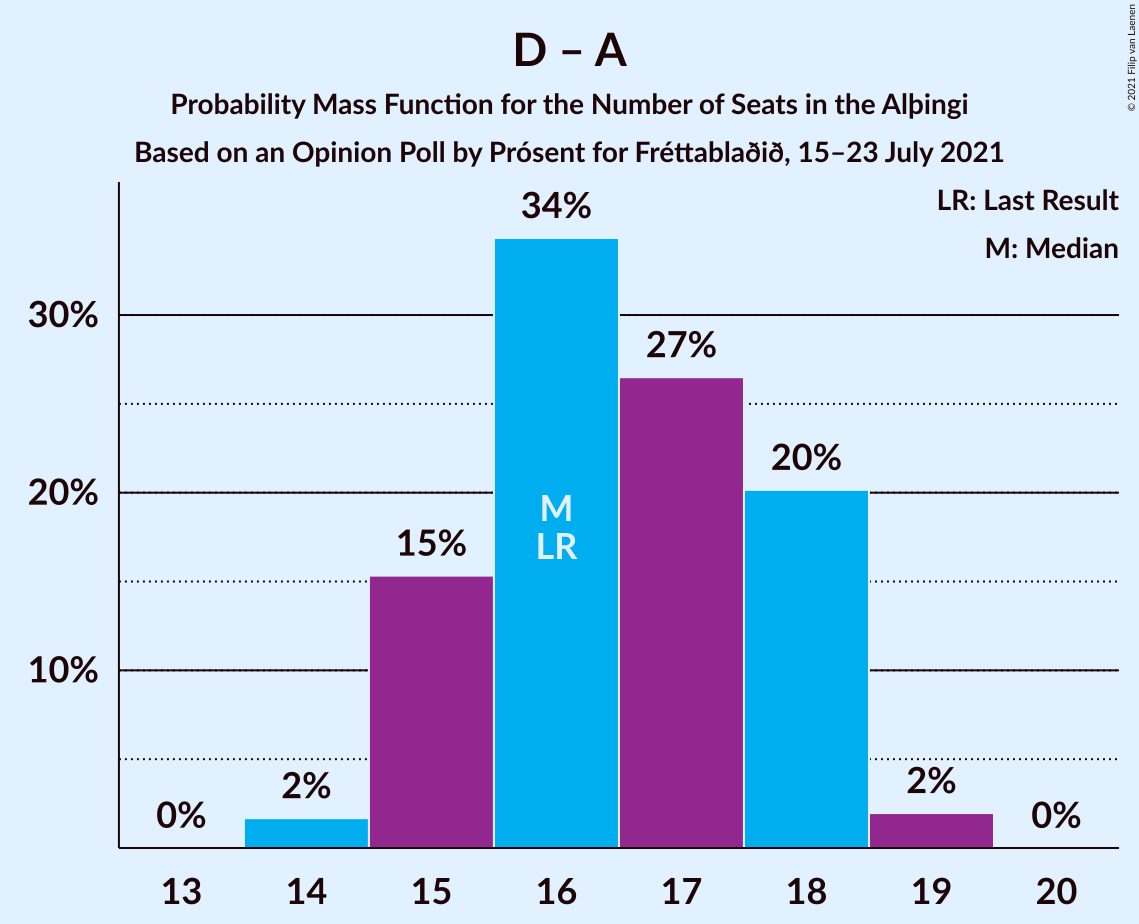 D – A
Probability Mass Function for the Number of Seats in the Alþingi
Based on an Opinion Poll by Prósent for Fréttablaðið, 15–23 July 2021
© 2021 Filip van Laenen
LR: Last Result
M: Median
34%
30%
27%
20%
20%
M
LR
15%
10%
2%
2%
0%
0%
13 14 15 16 17 18 19 20